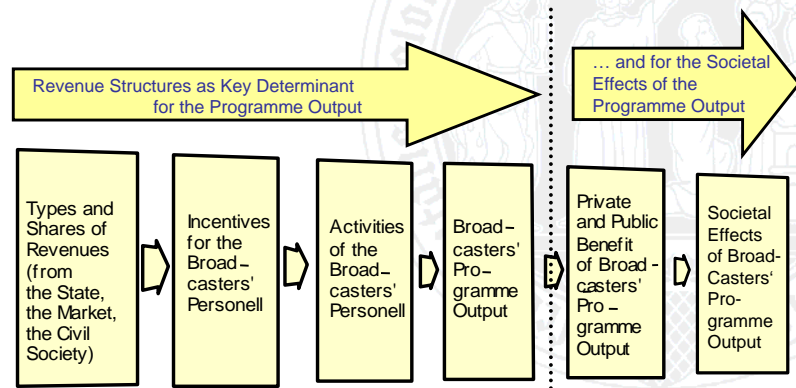 Revenue Structures as Key Determinant
for the Programme Output
… and for the Societal
Effects of the
Programme Output
Types and
Shares of
Revenues
(from
the State,
the Market,
the Civil
Society)
Incentives
for the
Broad–
casters'
Personell
Activities
of the
Broad–
casters'
Personell
Broad–
casters'
Pro–
gramme
Output
Private
and Public
Benefit
of Broad-
casters'
Pro–
gramme
Output
Societal
Effects
of Broad-
Casters‘
Pro-
gramme
Output